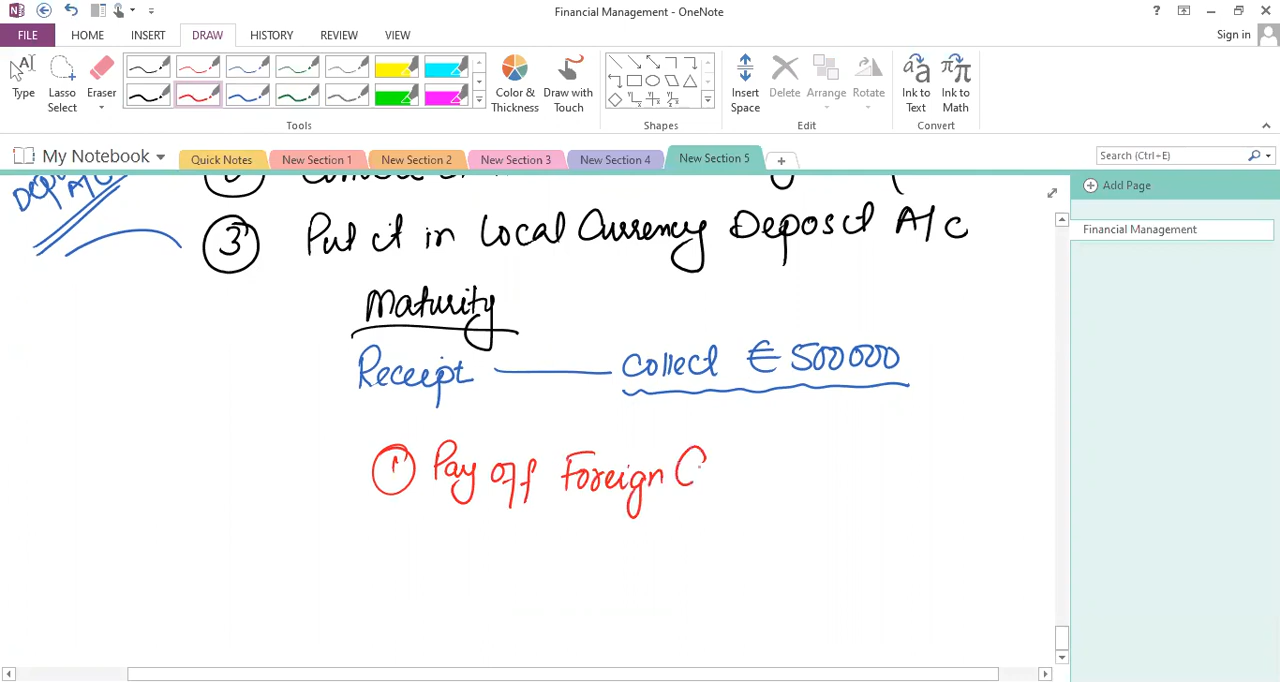 Financial Management - OneNote
FILE HOME INSERT DRAW HISTORY REVIEW VIEW
Sign in
Type
Lasso Select
Eraser
Color & Thickness
Draw with Touch
Insert Space
Delete
Arrange
Rotate
Ink to Text
Ink to Math
Tools
Shapes
Edit
Convert
My Notebook
Quick Notes
New Section 1
New Section 2
New Section 3
New Section 4
New Section 5
Search (Ctrl+E)
Add Page
Financial Management
A/C
3 Put it in Local Currency Deposit A/c
Maturity
Receipt collect € 500000
1 Pay off Foreign C